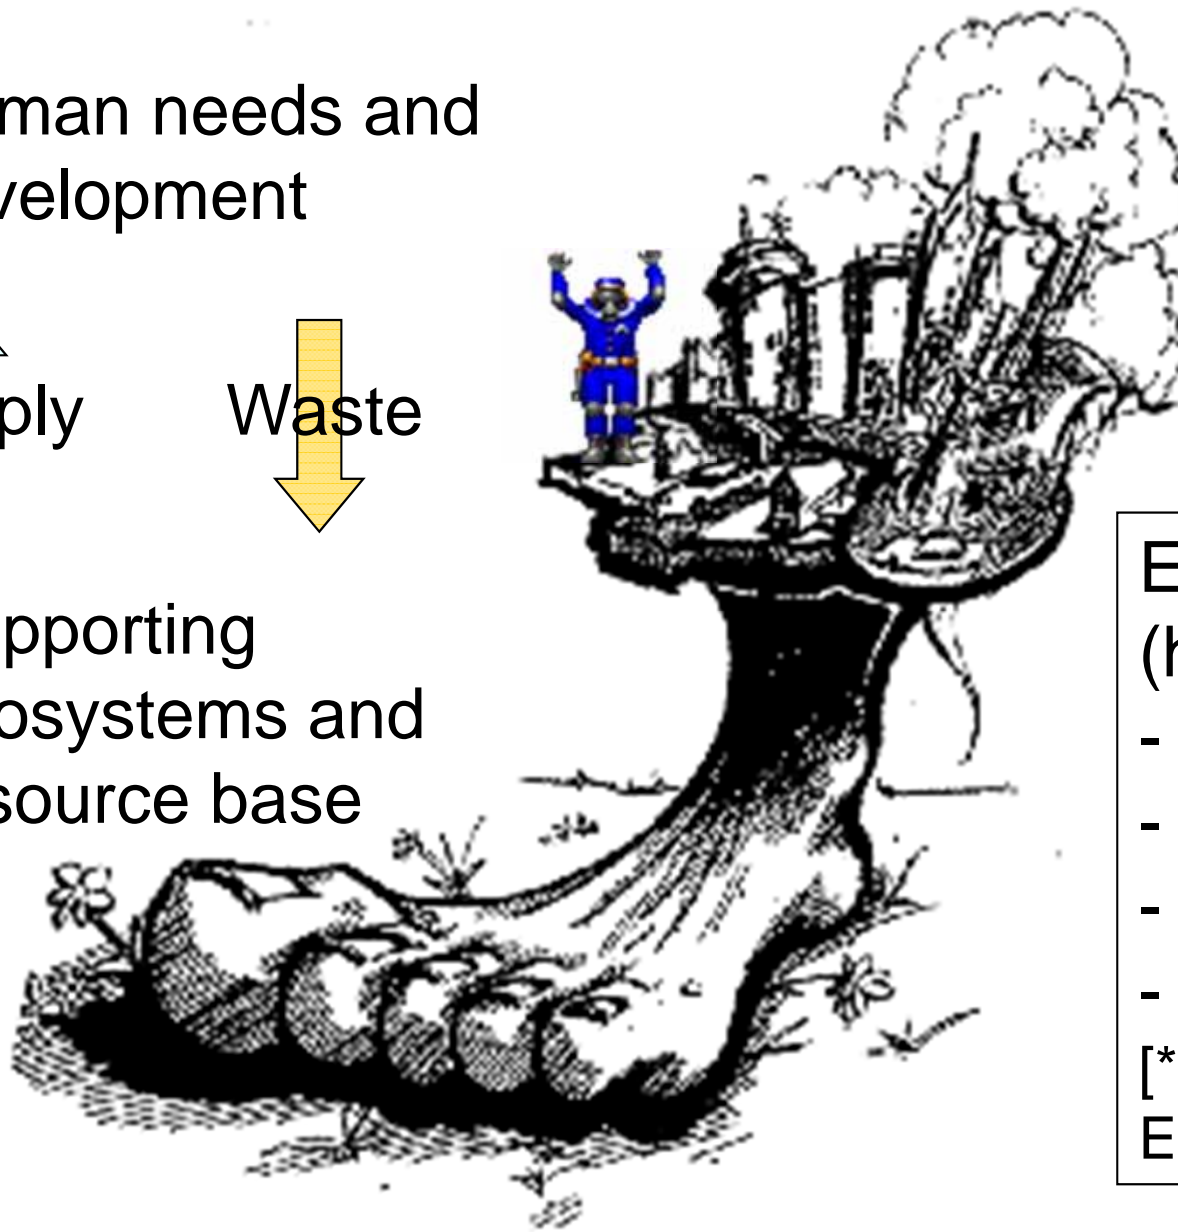 man needs and
velopment
ply
Waste
pporting
osystems and
source base
E
(h
-
-
-
-
[*
E